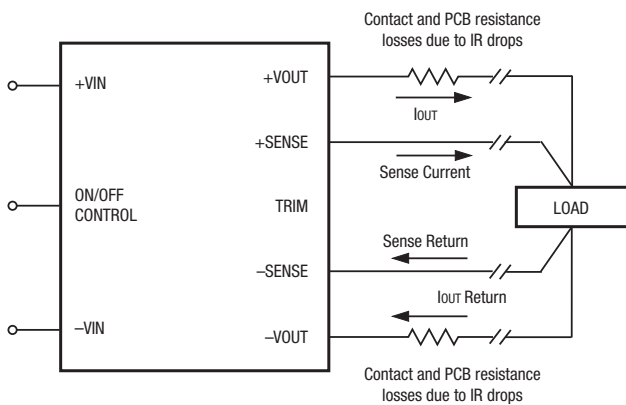 Contact and PCB resistance
losses due to IR drops
+VOUT
+VIN
IOUT
+SENSE
Sense Current
ON/OFF
CONTROL
TRIM
LOAD
Sense Return
–SENSE
IOUT Return
–VIN
–VOUT
Contact and PCB resistance
losses due to IR drops